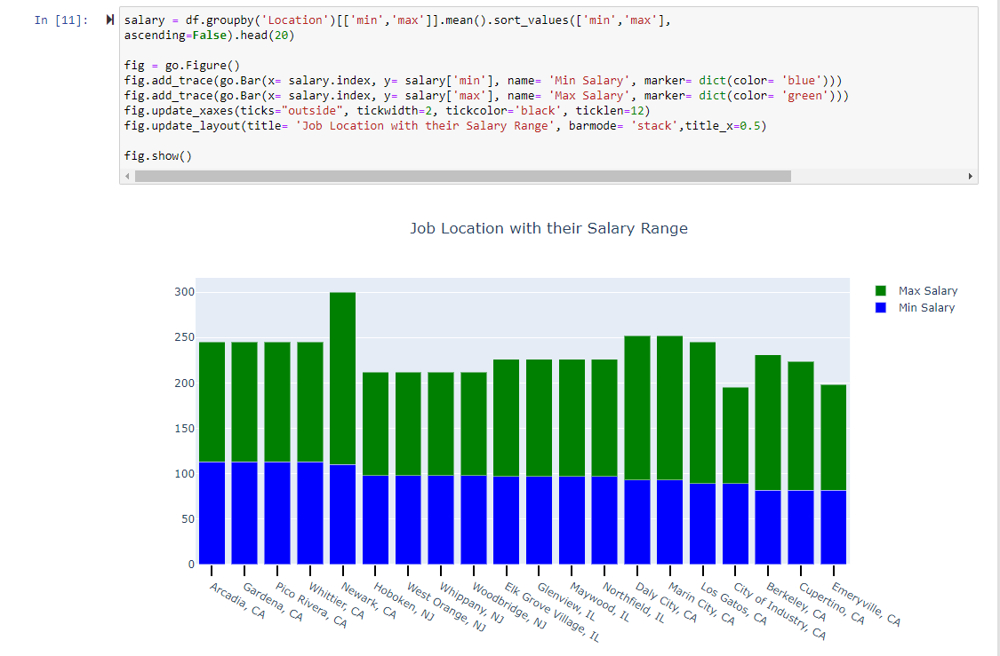 In [11]:
salary = df.groupby('Location')[['min','max']].mean().sort_values(['min','max'],
ascending=False).head(20)
fig = go.Figure()
fig.add_trace(go.Bar(x= salary.index, y= salary['min'], name= 'Min Salary', marker= dict(color= 'blue')))
fig.add_trace(go.Bar(x= salary.index, y= salary['max'], name= 'Max Salary', marker= dict(color= 'green')))
fig.update_xaxes(ticks="outside", tickwidth=2, tickcolor='black', ticklen=12)
fig.update_layout(title= 'Job Location with their Salary Range', barmode= 'stack',title_x=0.5)
fig.show()
Job Location with their Salary Range
300
250
200
150
100
50
0
Max Salary
Min Salary
Arcadia, CA
Gardena, CA
Pico Rivera, CA
Whittier, CA
Newark, CA
Hoboken, NJ
West Orange, NJ
Whippany, NJ
Woodbridge, NJ
Elk Grove Village, IL
Glenview, IL
Maywood, IL
Northfield, IL
Daly City, CA
Marin City, CA
Los Gatos, CA
City of Industry, CA
Berkeley, CA
Cupertino, CA
Emeryville, CA